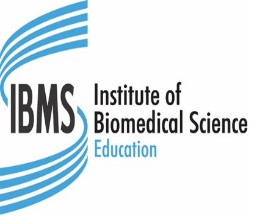 IBMS
Institute of
Biomedical Science
Education